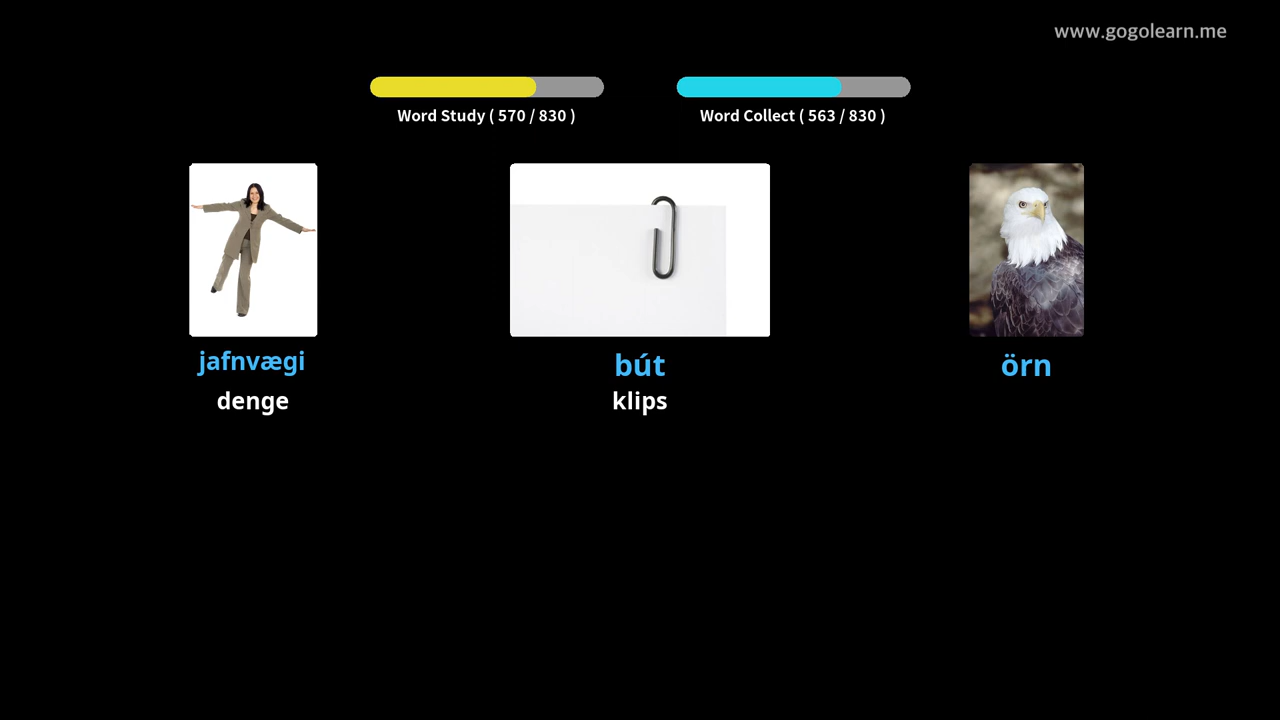 www.gogolearn.me
Word Study ( 570 / 830 )
Word Collect ( 563 / 830 )
jafnvægi
denge
bút
klips
örn